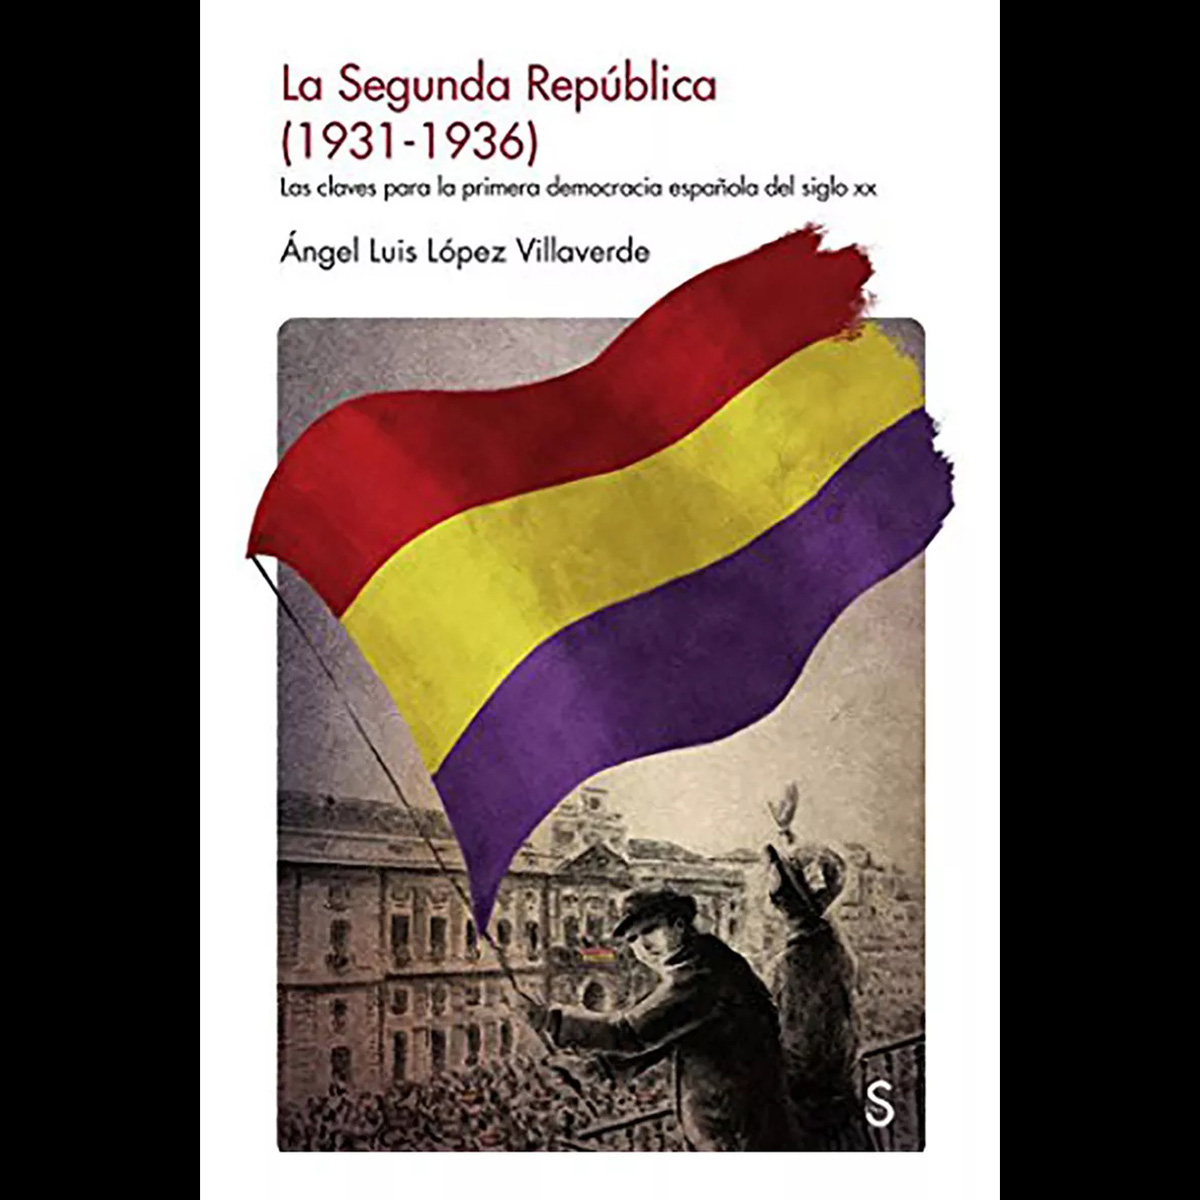 La Segunda República
(1931-1936)
Las claves para la primera democracia española del siglo xx
Ángel Luis López Villaverde
S